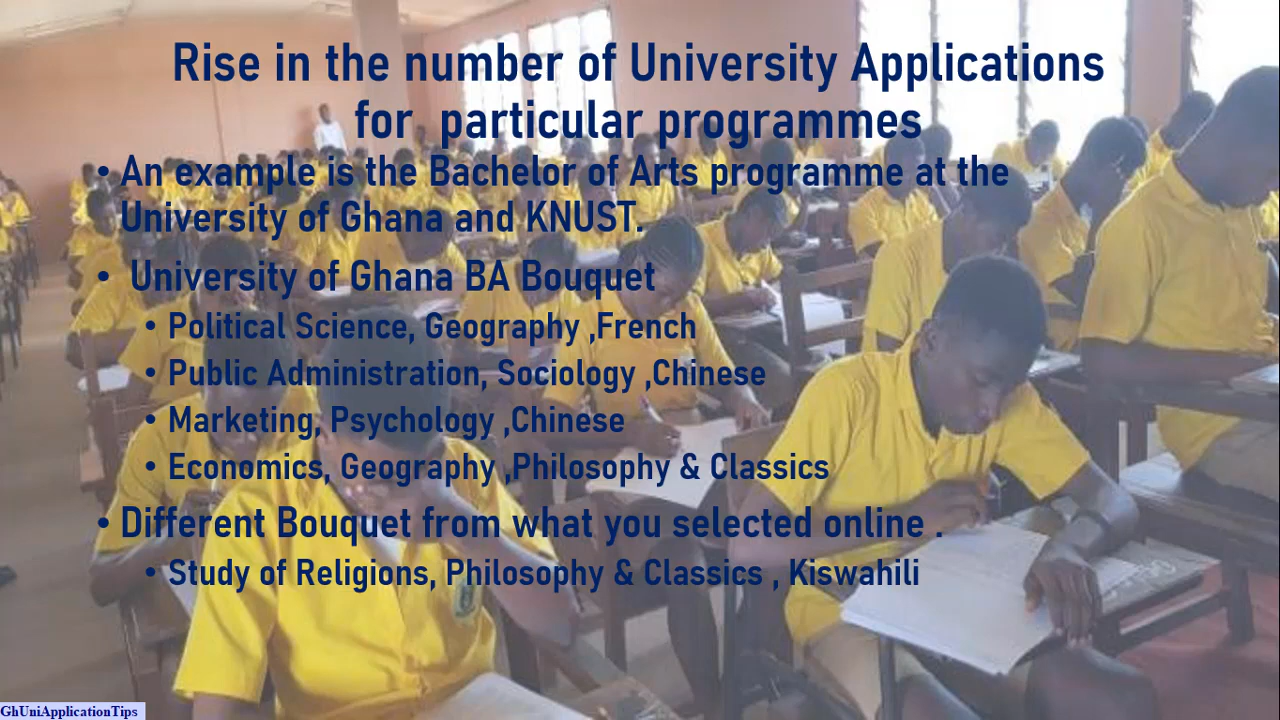 Rise in the number of University Applications
for particular programmes
• An example is the Bachelor of Arts programme at the
University of Ghana and KNUST.
• University of Ghana BA Bouquet
• Political Science, Geography ,French
• Public Administration, Sociology ,Chinese
• Marketing, Psychology ,Chinese
• Economics, Geography ,Philosophy & Classics
• Different Bouquet from what you selected online .
• Study of Religions, Philosophy & Classics , Kiswahili
GhUniApplicationTips